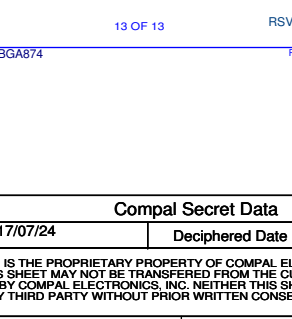 13 OF 13
RSV
BGA874
Compal Secret Data
17/07/24
Deciphered Date
IS THE PROPRIETARY PROPERTY OF COMPAL EL
S SHEET MAY NOT BE TRANSFERED FROM THE CU
BY COMPAL ELECTRONICS, INC. NEITHER THIS SH
Y THIRD PARTY WITHOUT PRIOR WRITTEN CONSE